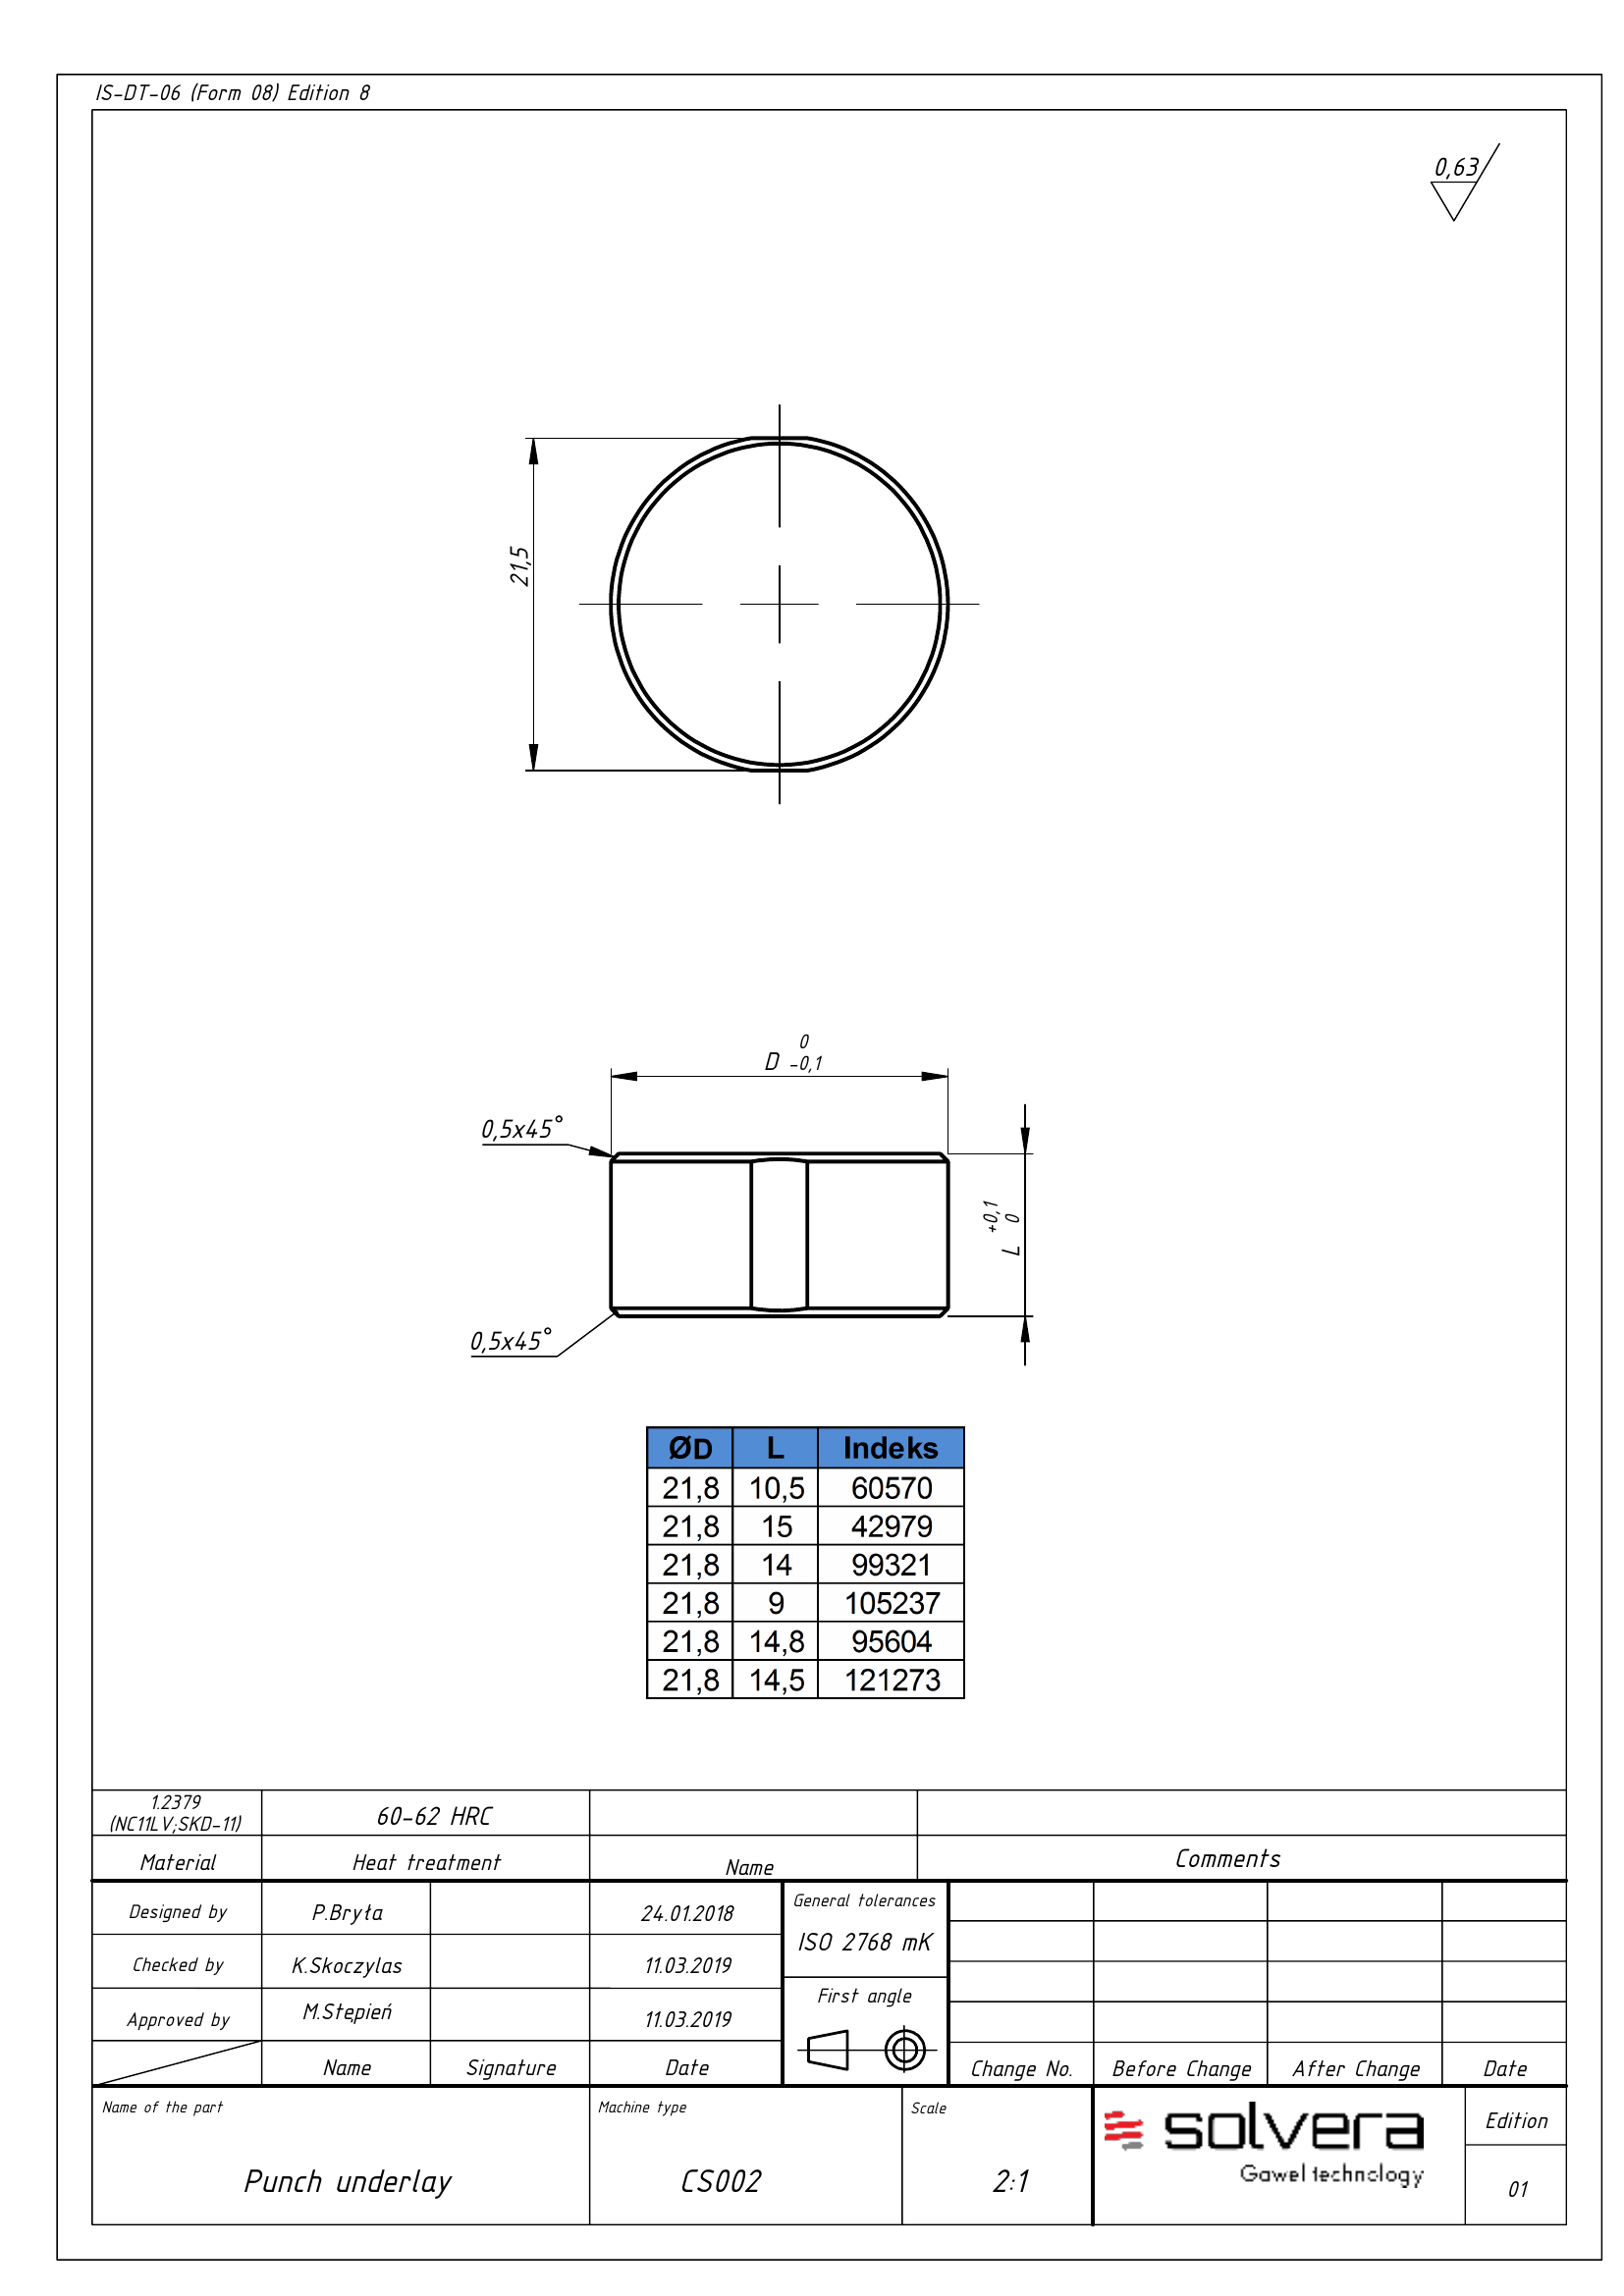 IS-DT-06 (Form 08) Edition 8
0,63
21,5
D 0 -0,1
0,5x45°
L +0,1 0
0,5x45°
ØD L Indeks
21,8 10,5 60570
21,8 15 42979
21,8 14 99321
21,8 9 105237
21,8 14,8 95604
21,8 14,5 121273
1.2379
(NC11LV;SKD-11)
60-62 HRC
Material Heat treatment Name Comments
Designed by P.Bryła 24.01.2018
Checked by K.Skoczylas 11.03.2019
Approved by M.Stępień 11.03.2019
Name Signature Date
General tolerances
ISO 2768 mK
First angle
Change No. Before Change After Change Date
Name of the part
Punch underlay
Machine type
CS002
Scale
2:1
solvera
Gaweł technology
Edition
01